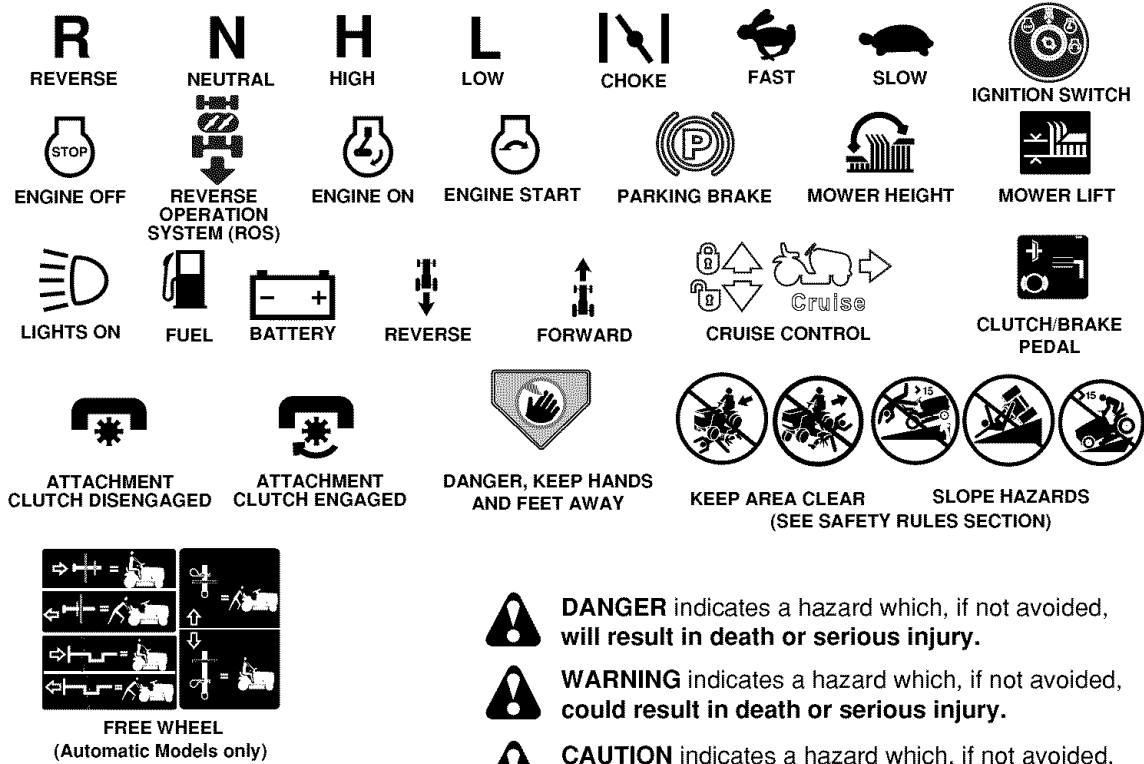 R N H L
REVERSE NEUTRAL HIGH LOW CHOKE FAST SLOW
IGNITION SWITCH
STOP P
ENGINE OFF REVERSE ENGINE ON ENGINE START PARKING BRAKE MOWER HEIGHT MOWER LIFT
OPERATION
SYSTEM (ROS)
- + Cruise
LIGHTS ON FUEL BATTERY REVERSE FORWARD CRUISE CONTROL CLUTCH/BRAKE
PEDAL
>15 >15
ATTACHMENT ATTACHMENT DANGER, KEEP HANDS
CLUTCH DISENGAGED CLUTCH ENGAGED AND FEET AWAY
KEEP AREA CLEAR SLOPE HAZARDS
(SEE SAFETY RULES SECTION)
= =
= =
FREE WHEEL
(Automatic Models only)
DANGER indicates a hazard which, if not avoided,
will result in death or serious injury.
WARNING indicates a hazard which, if not avoided,
could result in death or serious injury.
CAUTION indicates a hazard which, if not avoided,